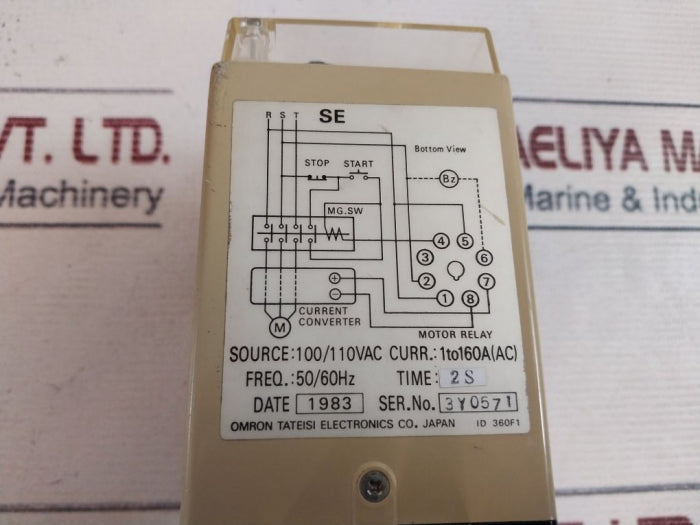 R S T SE
Bottom View
STOP START
Bz
MG.SW
4 5
3 6
2 7
1 8
+
−
CURRENT
CONVERTER
M
MOTOR RELAY
SOURCE:100/110VAC CURR.:1to160A(AC)
FREQ.:50/60Hz TIME: 2S
DATE 1983 SER.No. 3Y0571
OMRON TATEISI ELECTRONICS CO. JAPAN ID 360F1
VT. LTD.
Machinery
AELIYA MA
Marine & Indu